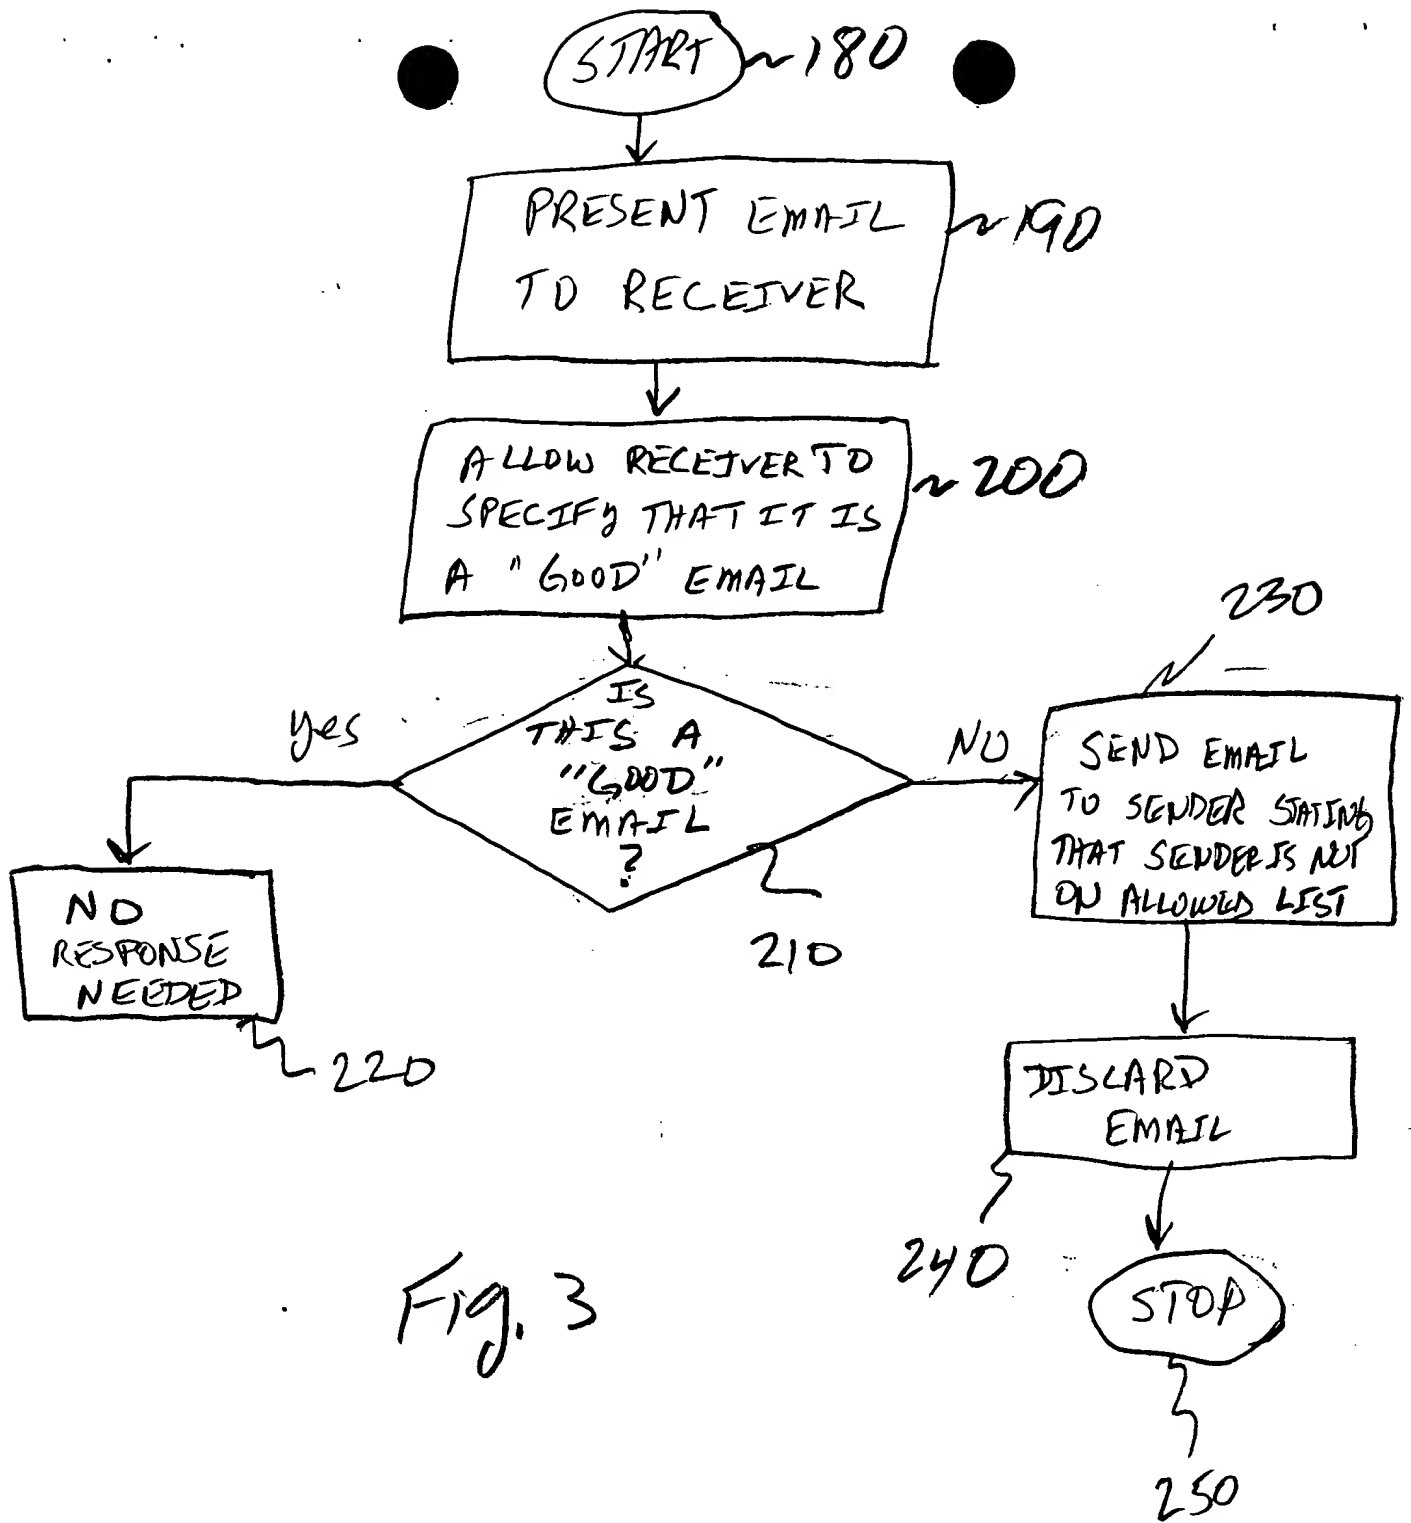 START 180
PRESENT EMAIL
TO RECEIVER
190
ALLOW RECEIVER TO
SPECIFY THAT IT IS
A "GOOD" EMAIL
200
IS
THIS A
"GOOD"
EMAIL
?
210
yes
NO
NO
RESPONSE
NEEDED
220
230
SEND EMAIL
TO SENDER STATING
THAT SENDER IS NOT
ON ALLOWED LIST
DISCARD
EMAIL
240
STOP
250
Fig. 3